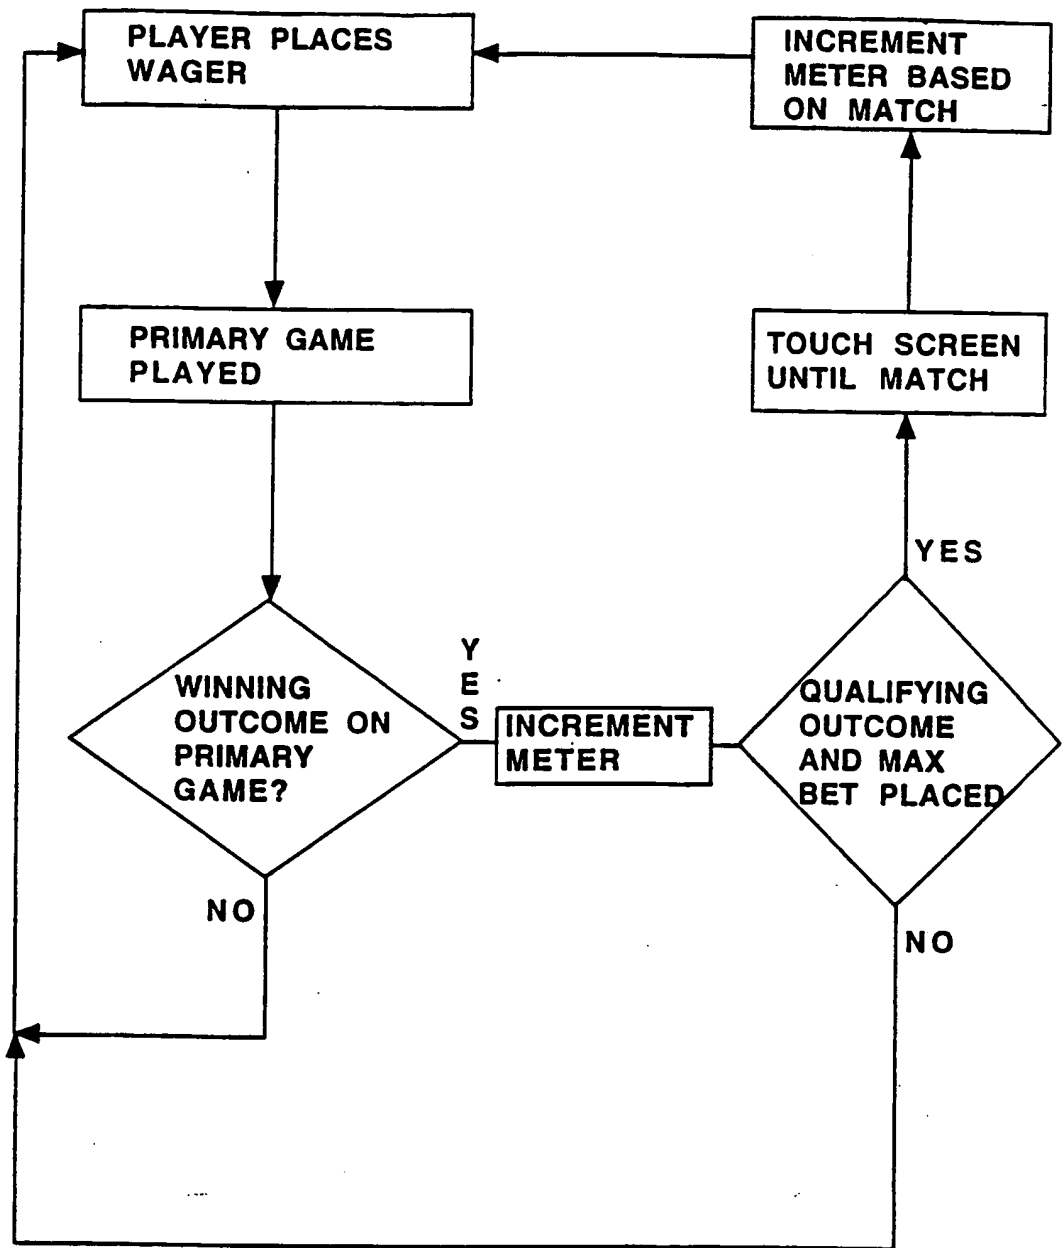 PLAYER PLACES
WAGER
INCREMENT
METER BASED
ON MATCH
PRIMARY GAME
PLAYED
TOUCH SCREEN
UNTIL MATCH
YES
WINNING
OUTCOME ON
PRIMARY
GAME?
YES
INCREMENT
METER
QUALIFYING
OUTCOME
AND MAX
BET PLACED
NO
NO